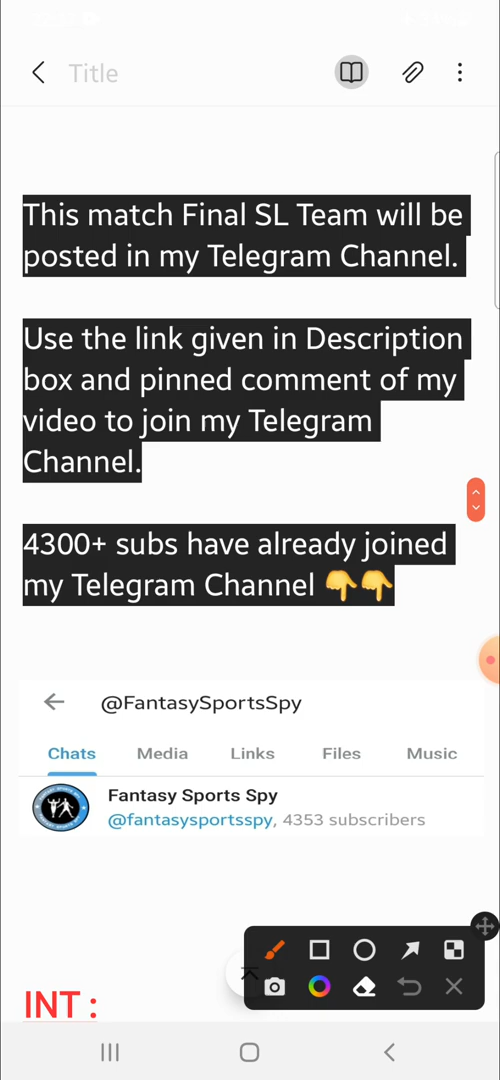 Title
This match Final SL Team will be
posted in my Telegram Channel.
Use the link given in Description
box and pinned comment of my
video to join my Telegram
Channel.
4300+ subs have already joined
my Telegram Channel 👇👇
@FantasySportsSpy
Chats Media Links Files Music
Fantasy Sports Spy
@fantasysportsspy, 4353 subscribers
INT :